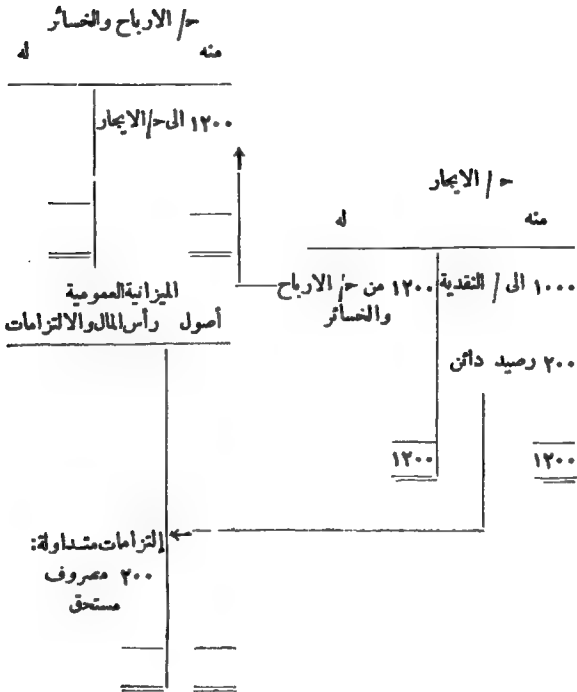 ح/ الارباح والخسائر
منه له
١٢٠٠ الى ح/الايجار
ح / الايجار
منه له
١٠٠٠ الى / النقدية ١٢٠٠ من ح/ الارباح
والخسائر
٢٠٠ رصيد دائن
١٢٠٠ ١٢٠٠
الميزانية العمومية
أصول رأس المال والالتزامات
إلتزامات متداولة:
٢٠٠ مصروف
مستحق